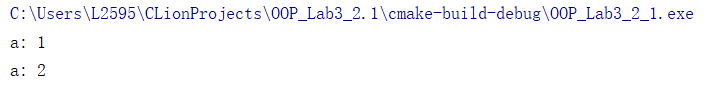 C:\Users\L2595\CLionProjects\OOP_Lab3_2.1\cmake-build-debug\OOP_Lab3_2_1.exe
a: 1
a: 2